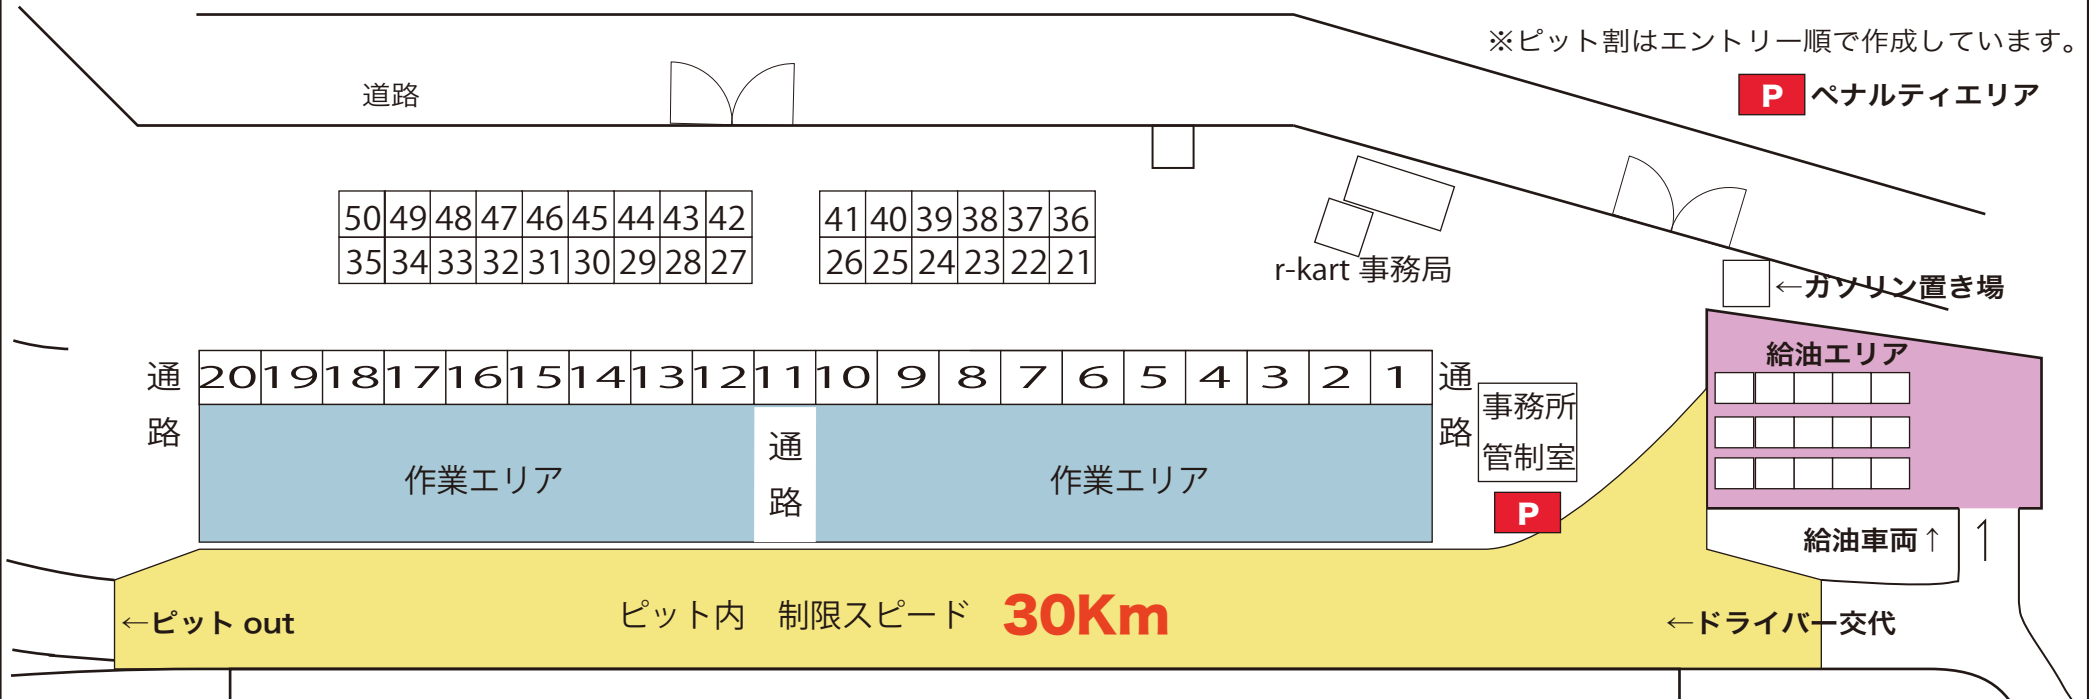 ※ピット割はエントリー順で作成しています。
P ペナルティエリア
道路
50 49 48 47 46 45 44 43 42 41 40 39 38 37 36
35 34 33 32 31 30 29 28 27 26 25 24 23 22 21
r-kart 事務局
←ガソリン置き場
給油エリア
通路
20 19 18 17 16 15 14 13 12 11 10 9 8 7 6 5 4 3 2 1
通路
事務所
管制室
作業エリア
通路
作業エリア
P
給油車両↑
←ピット out
ピット内 制限スピード 30Km
←ドライバー交代